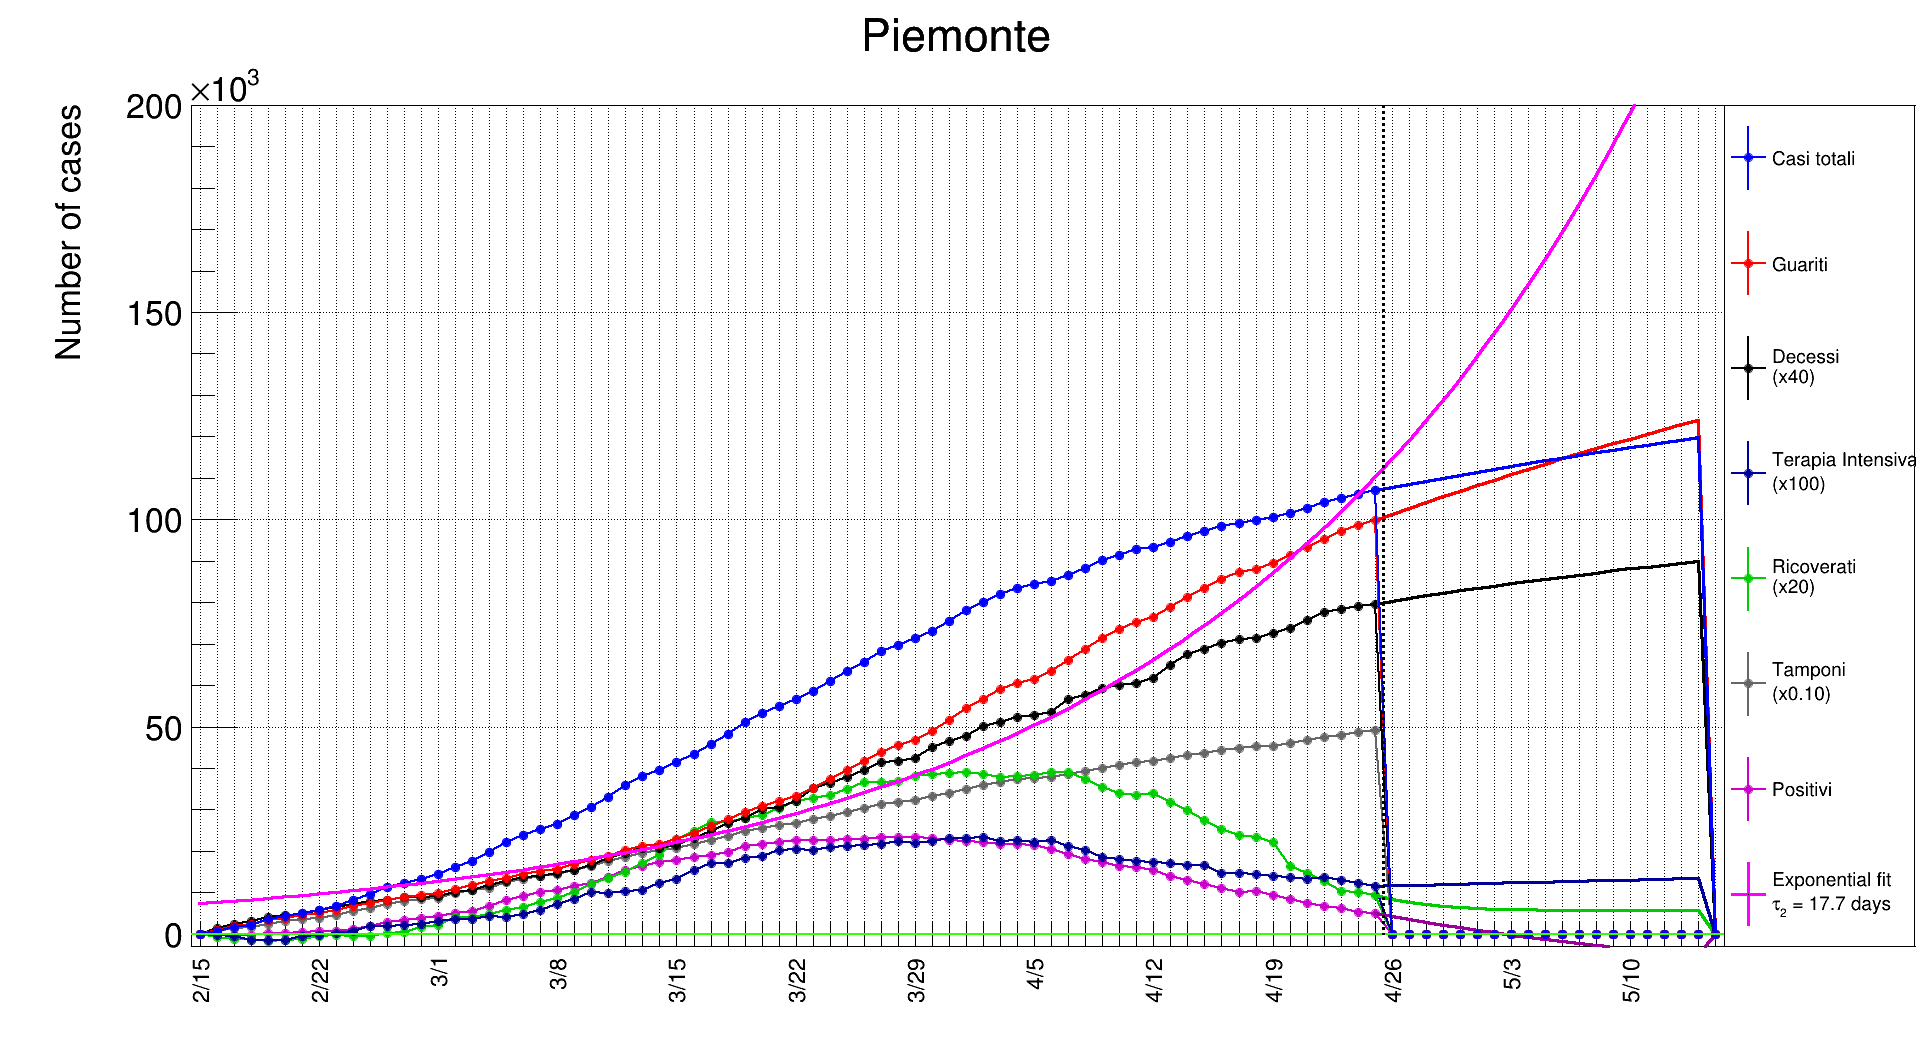 Piemonte
×10³
Number of cases
200
150
100
50
0
2/15
2/22
3/1
3/8
3/15
3/22
3/29
4/5
4/12
4/19
4/26
5/3
5/10
Casi totali
Guariti
Decessi
(x40)
Terapia Intensiva
(x100)
Ricoverati
(x20)
Tamponi
(x0.10)
Positivi
Exponential fit
τ₂ = 17.7 days